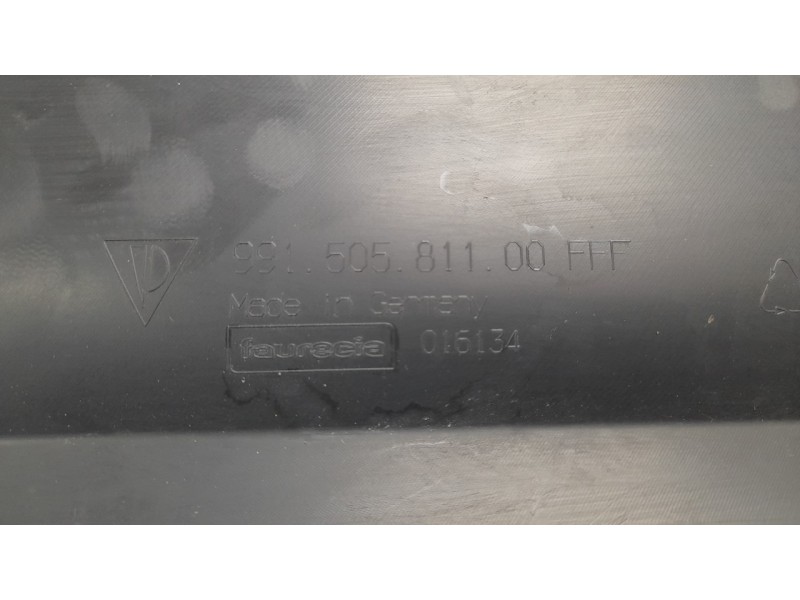 991.505.811.00 FFF
Made in Germany
faurecia 016134